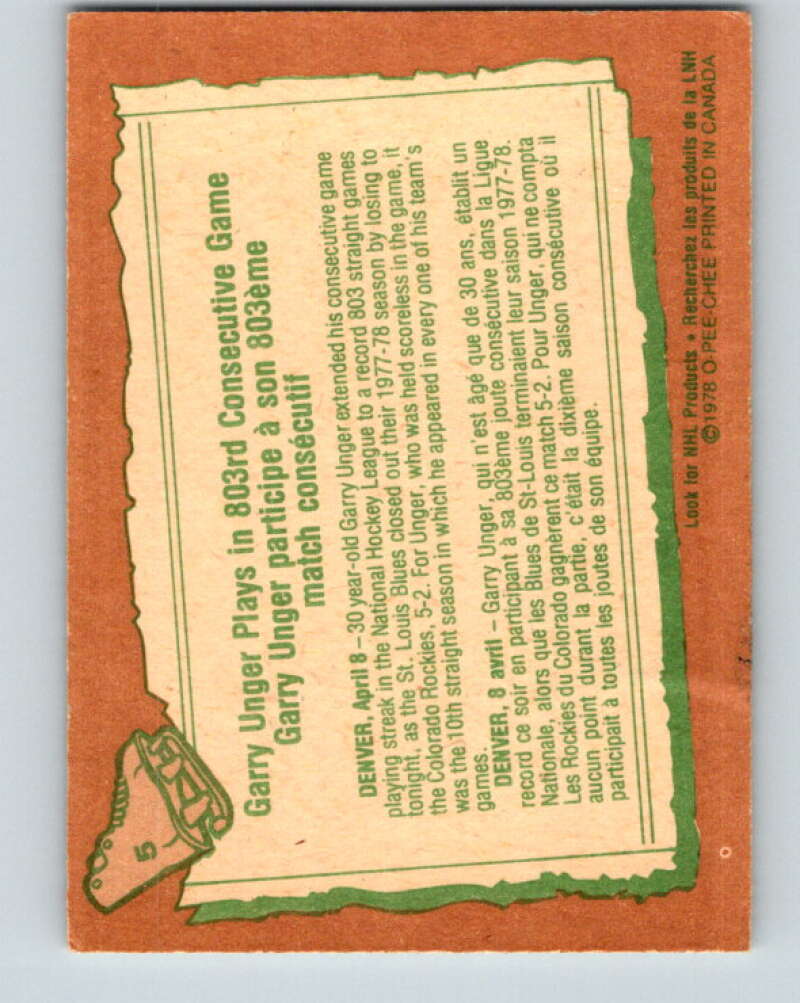 5
Garry Unger Plays in 803rd Consecutive Game
Garry Unger participe à son 803ème
match consécutif
DENVER, April 8 – 30 year-old Garry Unger extended his consecutive game
playing streak in the National Hockey League to a record 803 straight games
tonight, as the St. Louis Blues closed out their 1977-78 season by losing to
the Colorado Rockies, 5-2. For Unger, who was held scoreless in the game, it
was the 10th straight season in which he appeared in every one of his team's
games.
DENVER, 8 avril – Garry Unger, qui n'est âgé que de 30 ans, établit un
record ce soir en participant à sa 803ème joute consécutive dans la Ligue
Nationale, alors que les Blues de St-Louis terminaient leur saison 1977-78.
Les Rockies du Colorado gagnèrent ce match 5-2. Pour Unger, qui ne compta
aucun point durant la partie, c'était la dixième saison consécutive où il
participait à toutes les joutes de son équipe.
Look for NHL Products • Recherchez les produits de la LNH
©1978 O-PEE-CHEE PRINTED IN CANADA